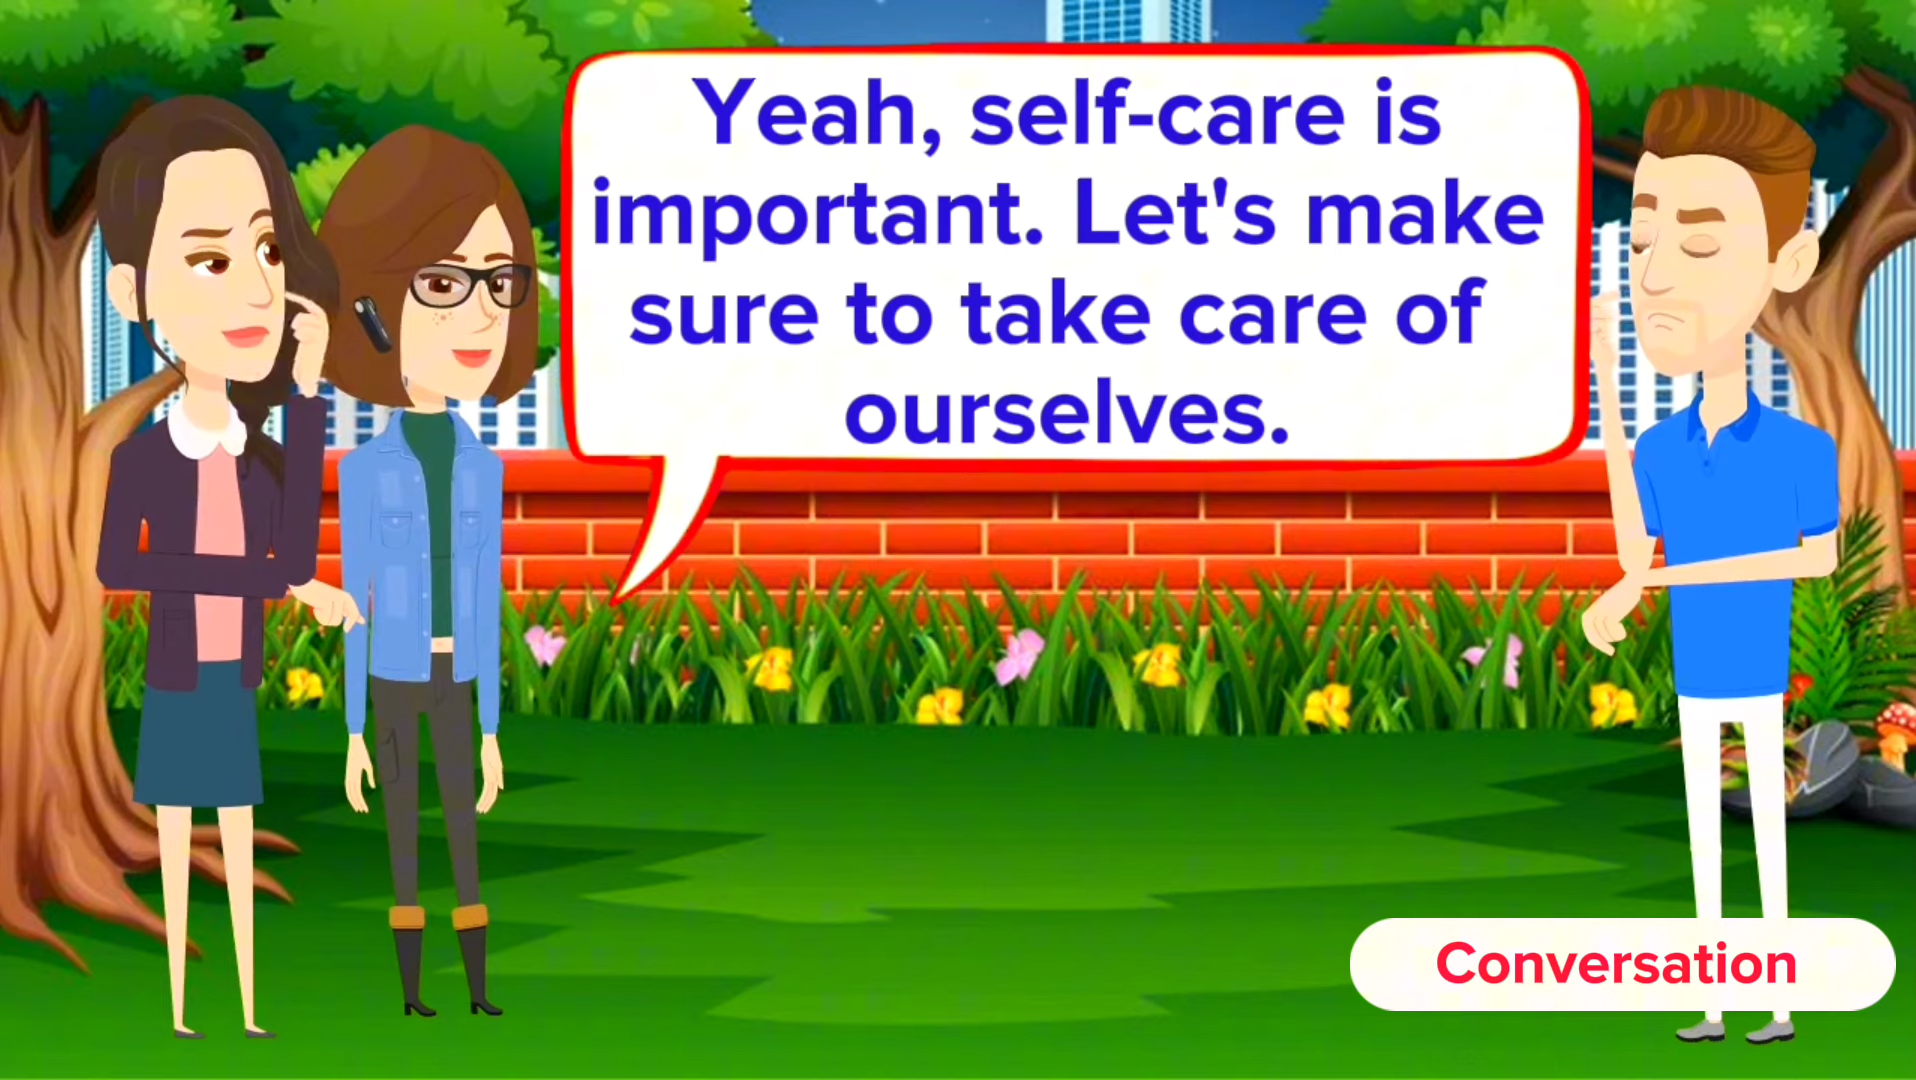 Yeah, self-care is
important. Let's make
sure to take care of
ourselves.
Conversation